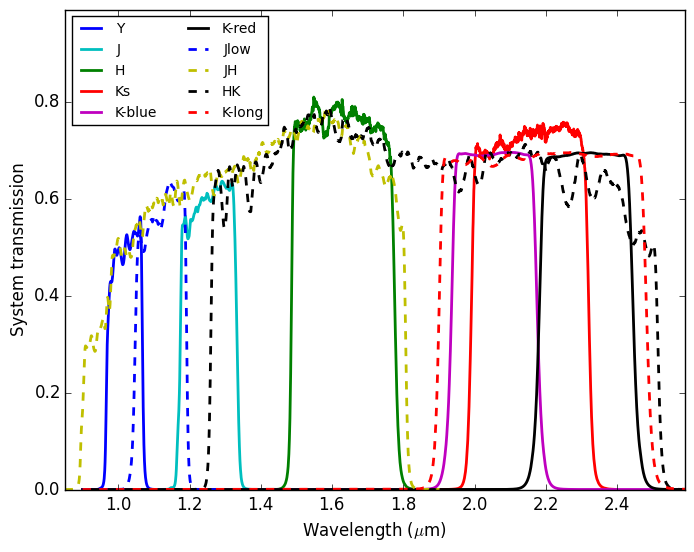 Y
J
H
Ks
K-blue
K-red
Jlow
JH
HK
K-long
System transmission
0.8
0.6
0.4
0.2
0.0
1.0 1.2 1.4 1.6 1.8 2.0 2.2 2.4
Wavelength (μm)